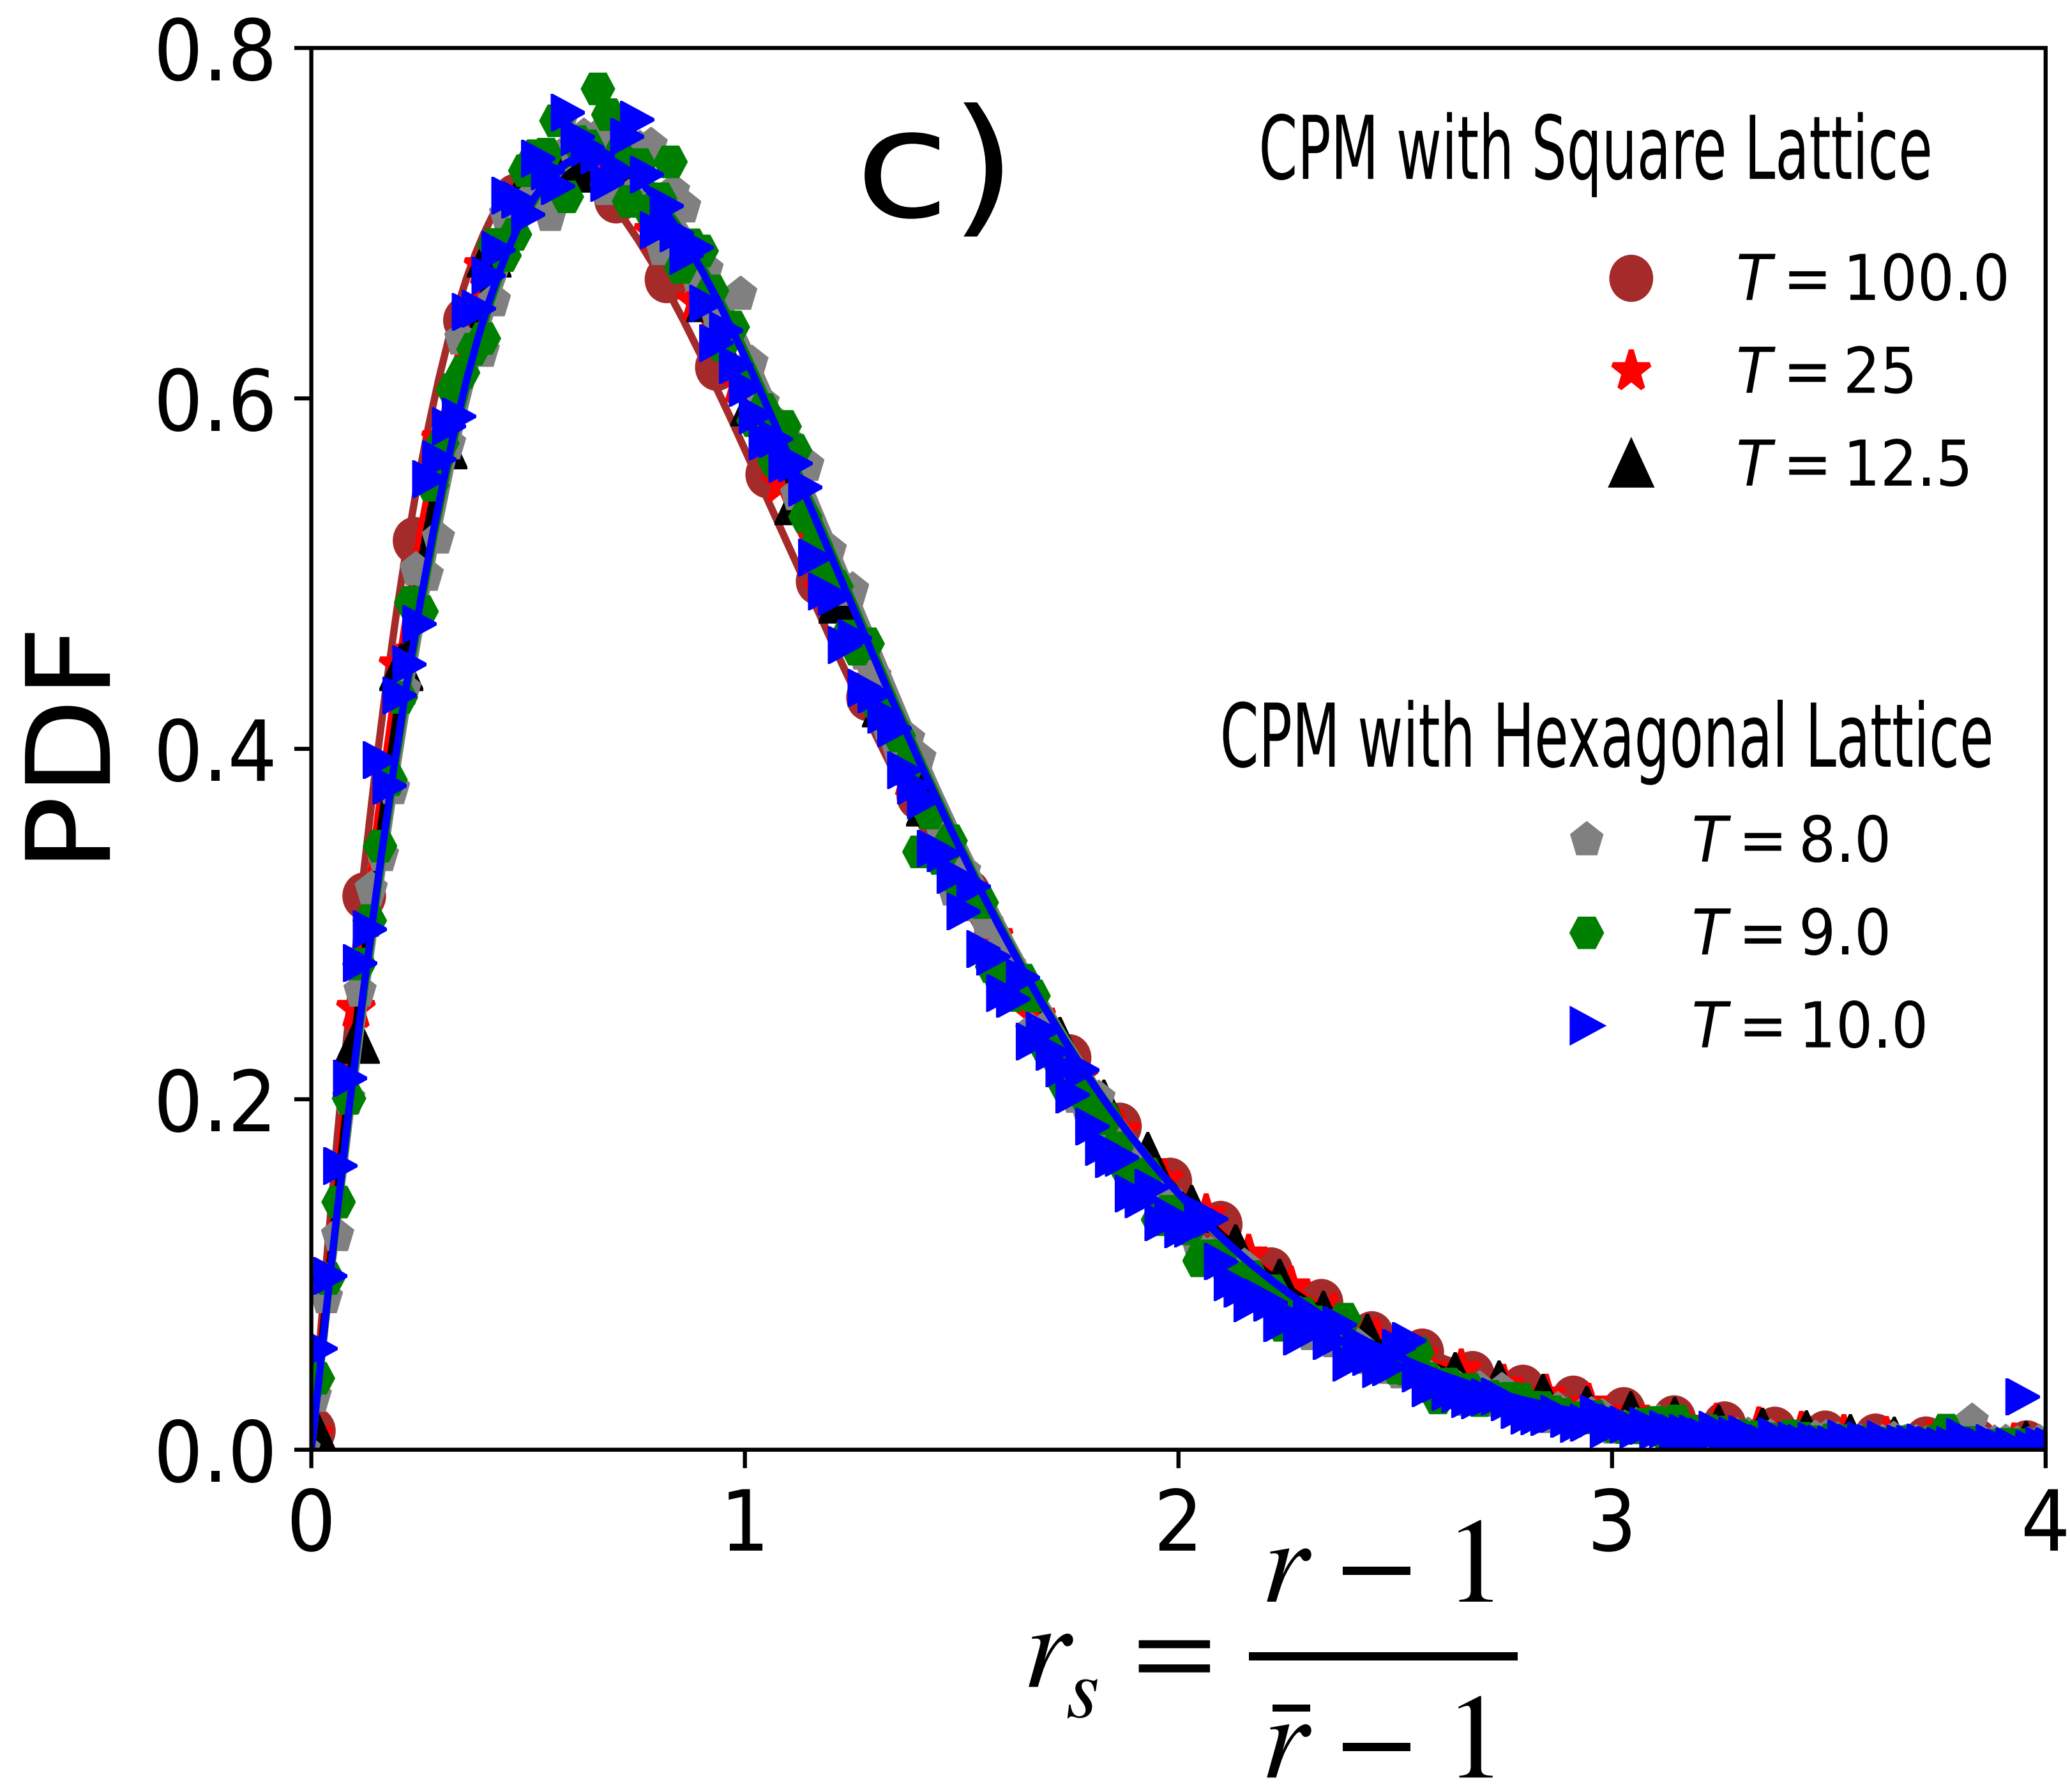 0.8
0.6
0.4
0.2
0.0
PDF
c)
CPM with Square Lattice
T = 100.0
T = 25
T = 12.5
CPM with Hexagonal Lattice
T = 8.0
T = 9.0
T = 10.0
0 1 2 3 4
r − 1
r_s =
r̄ − 1